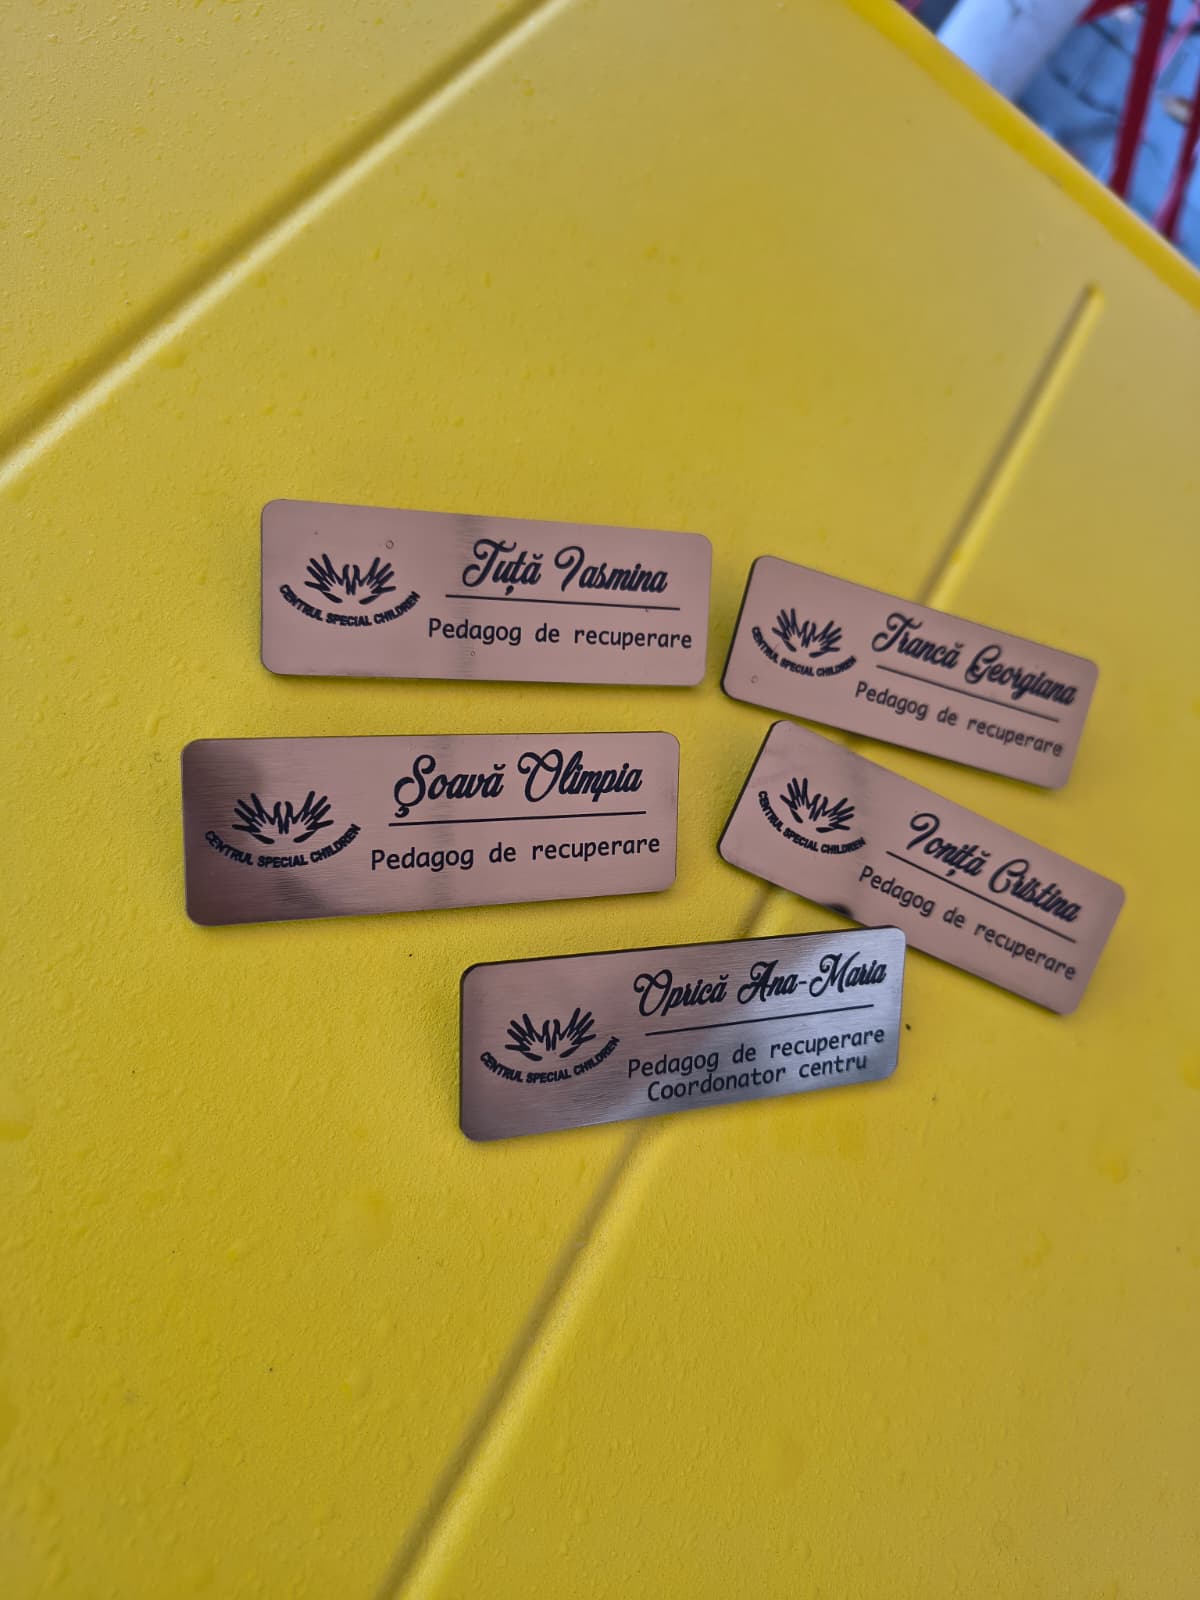 Tuță Iasmina
CENTRUL SPECIAL CHILDREN
Pedagog de recuperare
Trancă Georgiana
CENTRUL SPECIAL CHILDREN
Pedagog de recuperare
Șoavă Olimpia
CENTRUL SPECIAL CHILDREN
Pedagog de recuperare
Ioniță Cristina
CENTRUL SPECIAL CHILDREN
Pedagog de recuperare
Oprică Ana-Maria
CENTRUL SPECIAL CHILDREN
Pedagog de recuperare
Coordonator centru